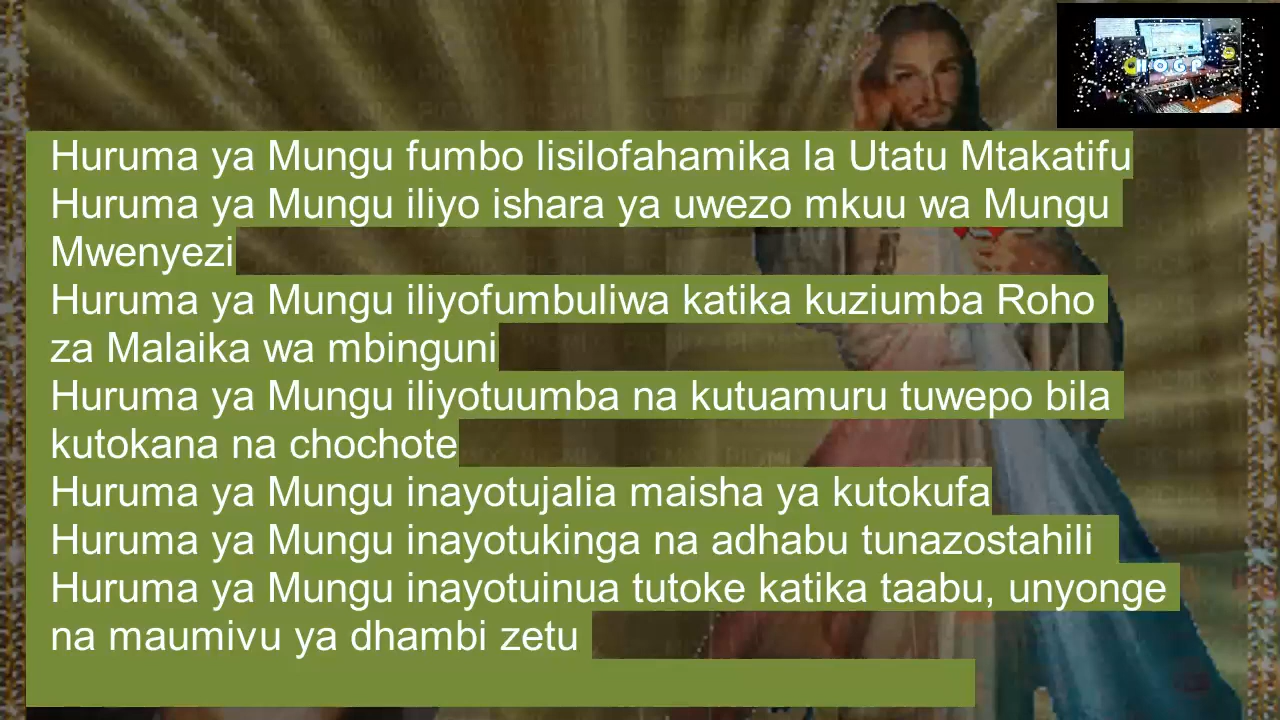 HOGP
Huruma ya Mungu fumbo lisilofahamika la Utatu Mtakatifu
Huruma ya Mungu iliyo ishara ya uwezo mkuu wa Mungu
Mwenyezi
Huruma ya Mungu iliyofumbuliwa katika kuziumba Roho
za Malaika wa mbinguni
Huruma ya Mungu iliyotuumba na kutuamuru tuwepo bila
kutokana na chochote
Huruma ya Mungu inayotujalia maisha ya kutokufa
Huruma ya Mungu inayotukinga na adhabu tunazostahili
Huruma ya Mungu inayotuinua tutoke katika taabu, unyonge
na maumivu ya dhambi zetu